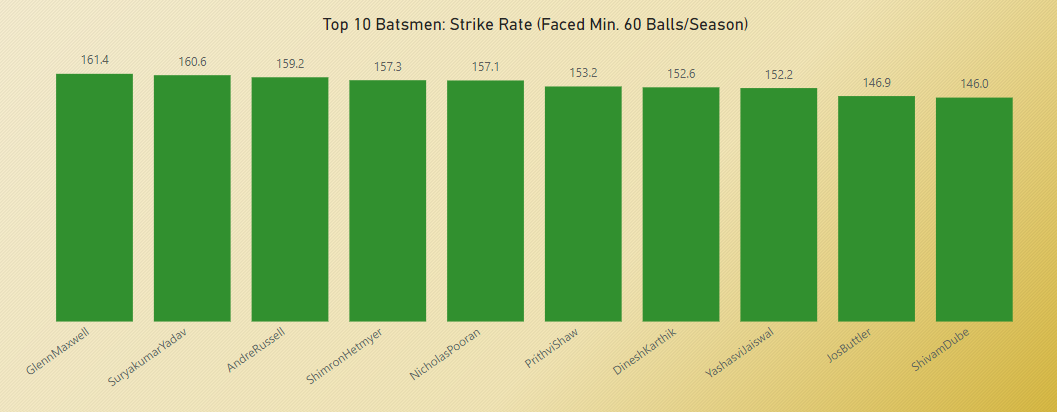 Top 10 Batsmen: Strike Rate (Faced Min. 60 Balls/Season)
161.4
160.6
159.2
157.3
157.1
153.2
152.6
152.2
146.9
146.0
GlennMaxwell
SuryakumarYadav
AndreRussell
ShimronHetmyer
NicholasPooran
PrithviShaw
DineshKarthik
YashasviJaiswal
JosButtler
ShivamDube